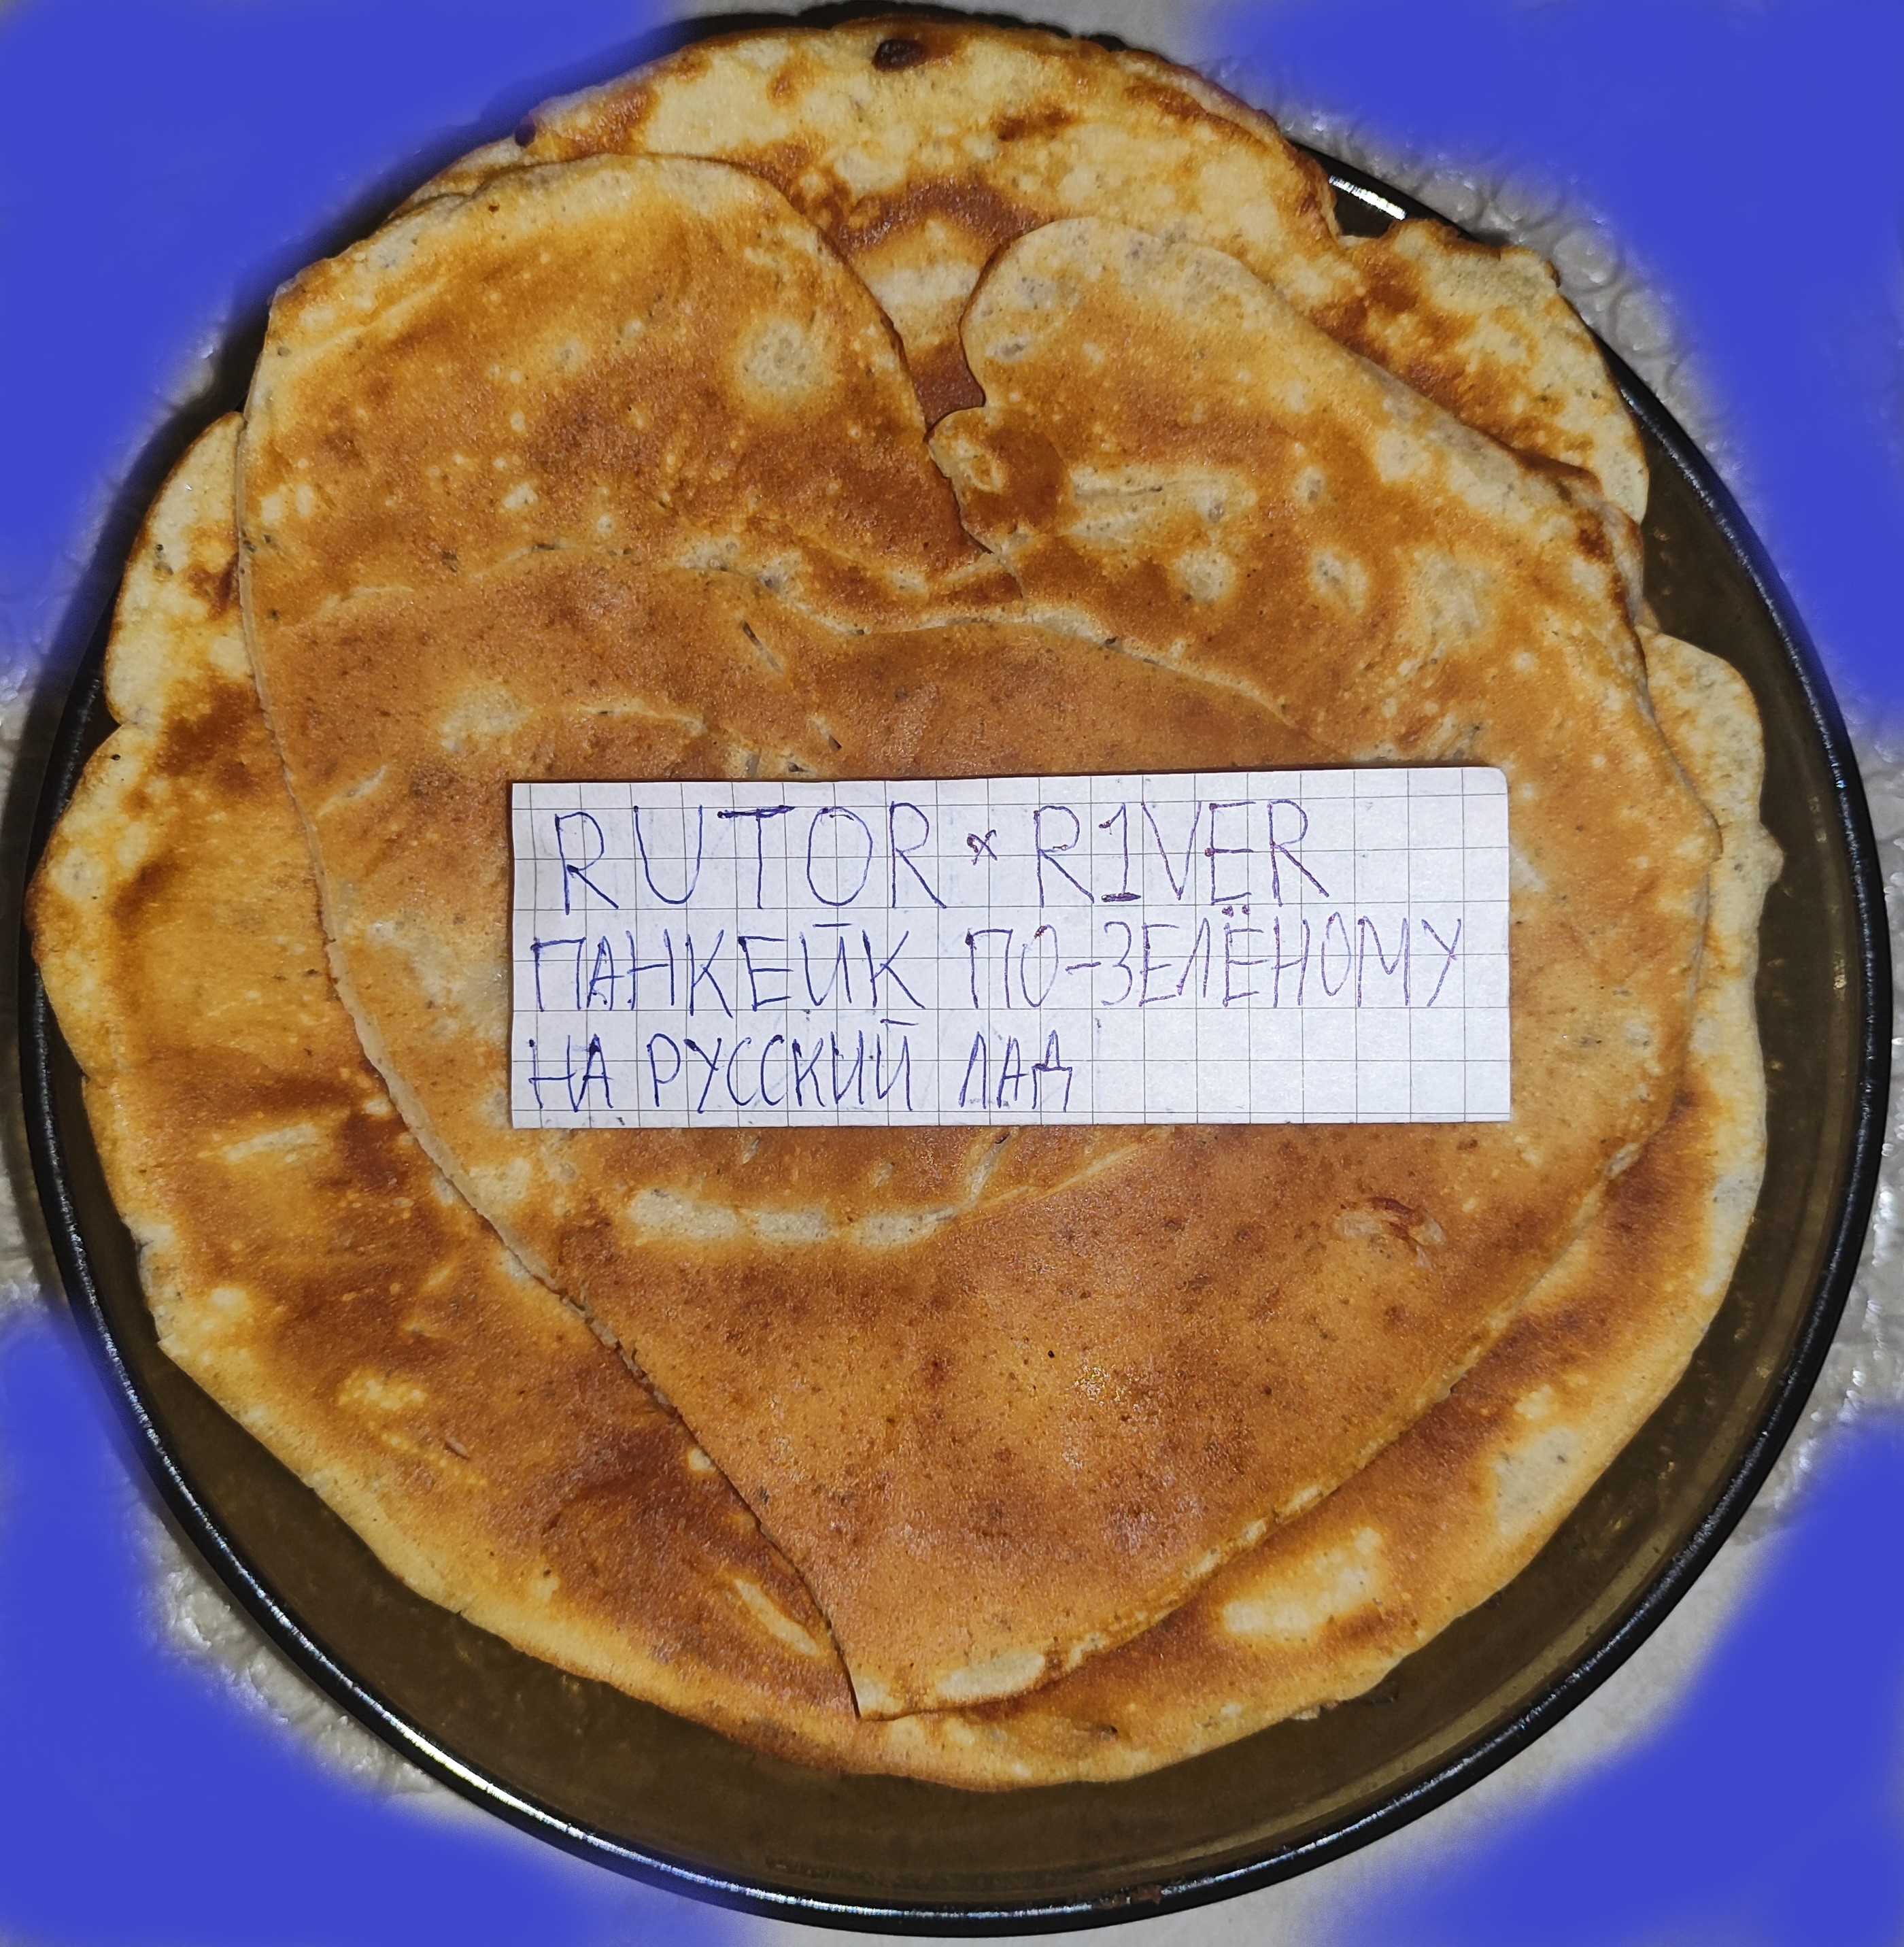 RUTOR × R1VER
ПАНКЕЙК ПО-ЗЕЛЁНОМУ
НА РУССКИЙ ЛАД